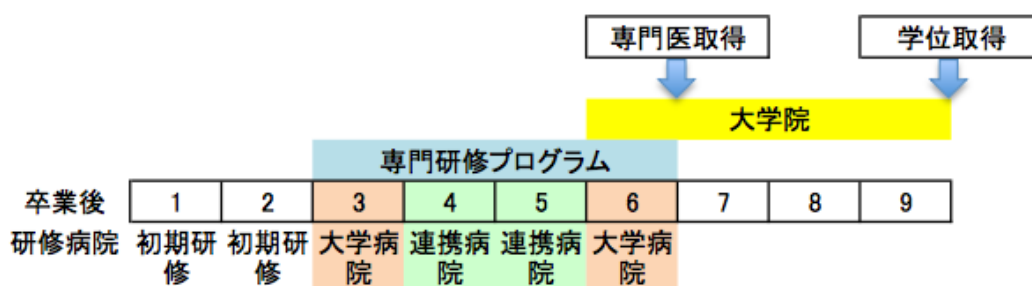 専門医取得 学位取得
大学院
専門研修プログラム
卒業後 1 2 3 4 5 6 7 8 9
研修病院 初期研修 初期研修 大学病院 連携病院 連携病院 大学病院